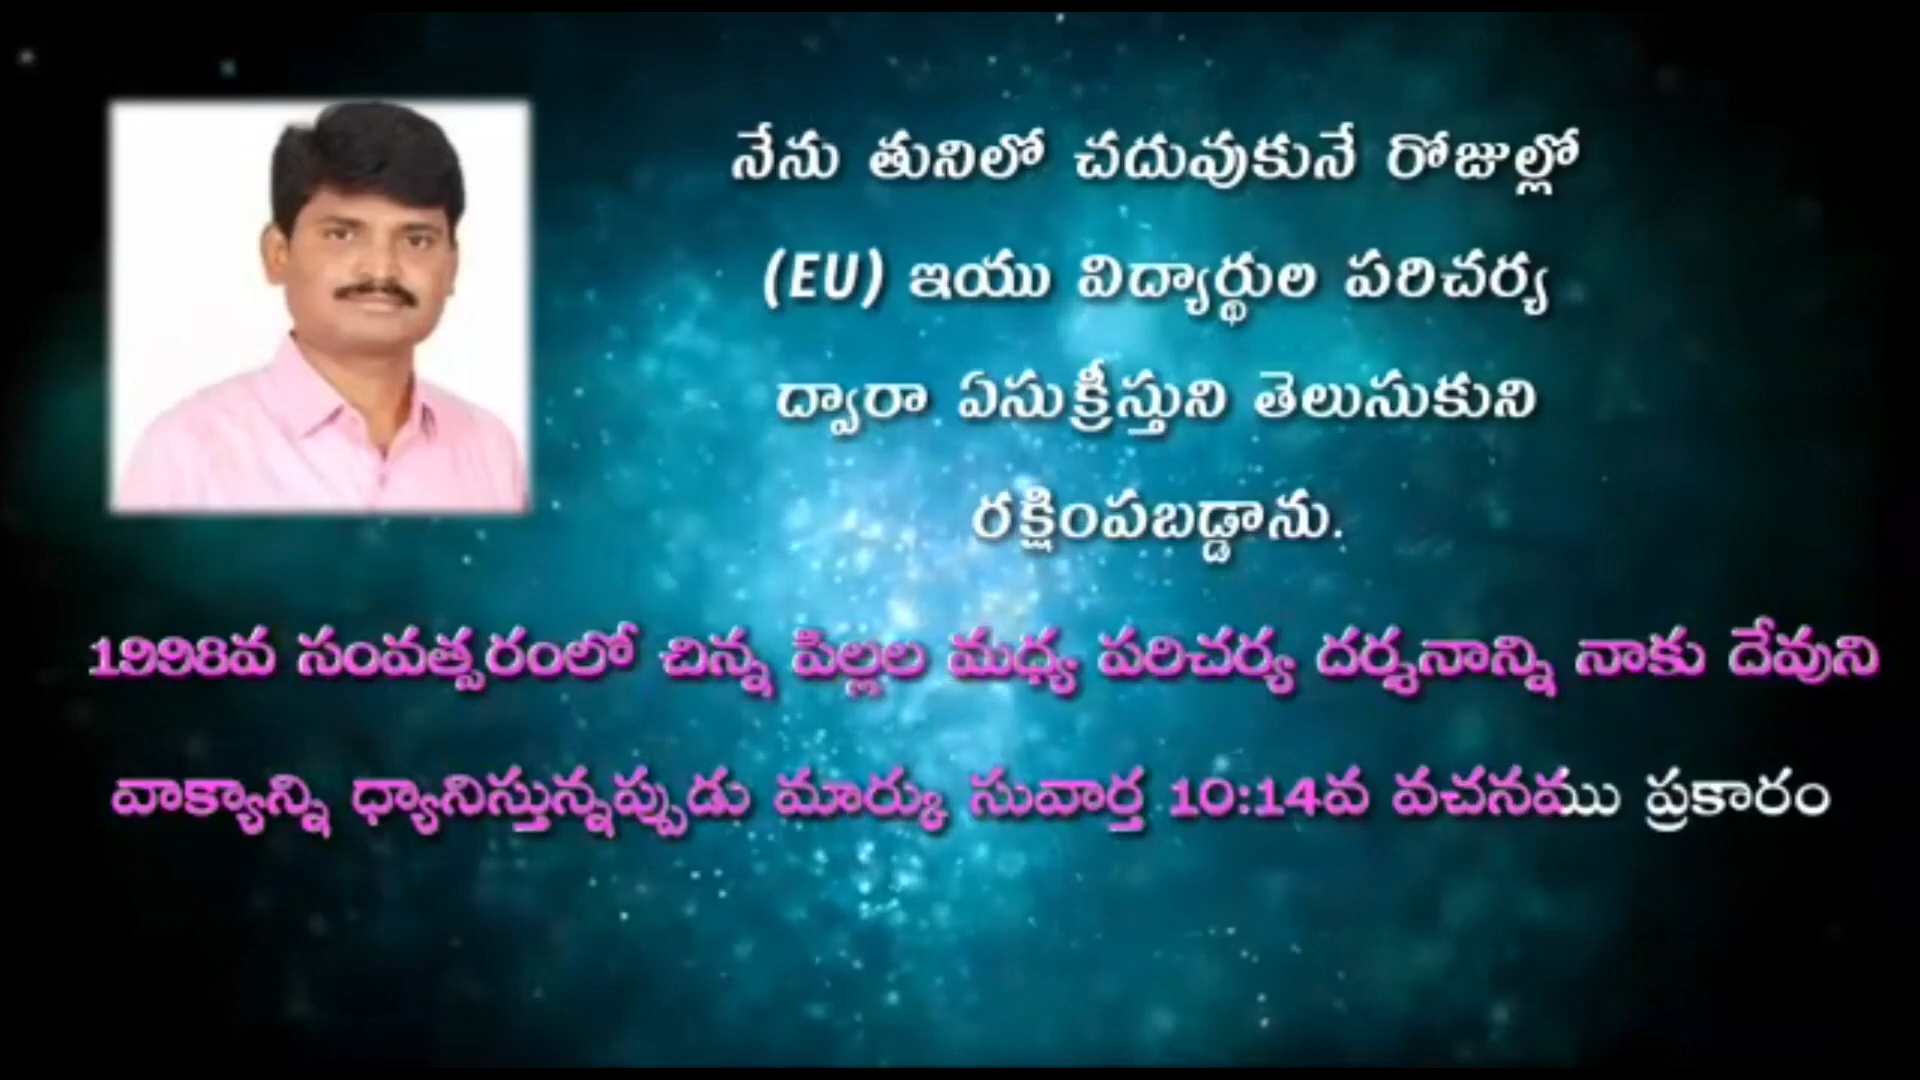 నేను తునిలో చదువుకునే రోజుల్లో
(EU) ఇయు విద్యార్థుల పరిచర్య
ద్వారా ఏసుక్రీస్తుని తెలుసుకుని
రక్షింపబడ్డాను.
1998వ సంవత్సరంలో చిన్న పిల్లల మధ్య పరిచర్య దర్శనాన్ని నాకు దేవుని
వాక్యాన్ని ధ్యానిస్తున్నప్పుడు మార్కు సువార్త 10:14వ వచనము ప్రకారం